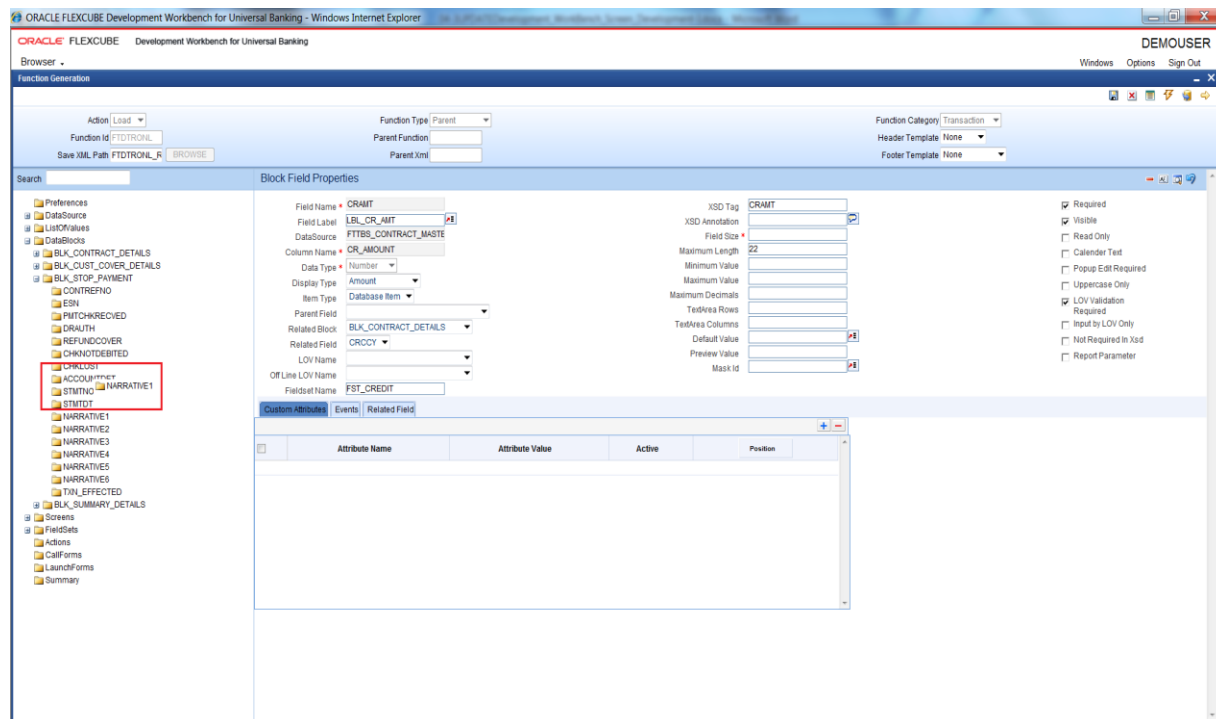 ORACLE FLEXCUBE Development Workbench for Universal Banking - Windows Internet Explorer
ORACLE FLEXCUBE Development Workbench for Universal Banking
DEMOUSER
Browser
Windows Options Sign Out
Function Generation
Action Load
Function Type Parent
Function Category Transaction
Function Id FTDTRONL
Parent Function
Header Template None
Save XML Path FTDTRONL_R BROWSE
Parent Xml
Footer Template None
Search
Block Field Properties
Preferences
DataSource
ListOfValues
DataBlocks
BLK_CONTRACT_DETAILS
BLK_CUST_COVER_DETAILS
BLK_STOP_PAYMENT
CONTREFNO
ESN
PMTCHKRECVED
DRAUTH
REFUNDCOVER
CHKNOTDEBITED
CHKLOST
ACCOUNTDET
NARRATIVE1
STMTNO
STMTDT
NARRATIVE1
NARRATIVE2
NARRATIVE3
NARRATIVE4
NARRATIVE5
NARRATIVE6
TXN_EFFECTED
BLK_SUMMARY_DETAILS
Screens
FieldSets
Actions
CallForms
LaunchForms
Summary
Field Name * CRAMT
Field Label LBL_CR_AMT
DataSource FTTBS_CONTRACT_MASTE
Column Name * CR_AMOUNT
Data Type * Number
Display Type Amount
Item Type Database Item
Parent Field
Related Block BLK_CONTRACT_DETAILS
Related Field CRCCY
LOV Name
Off Line LOV Name
Fieldset Name FST_CREDIT
XSD Tag CRAMT
XSD Annotation
Field Size *
Maximum Length 22
Minimum Value
Maximum Value
Maximum Decimals
TextArea Rows
TextArea Columns
Default Value
Preview Value
Mask Id
Required
Visible
Read Only
Calender Text
Popup Edit Required
Uppercase Only
LOV Validation
Required
Input by LOV Only
Not Required In Xsd
Report Parameter
Custom Attributes Events Related Field
Attribute Name Attribute Value Active Position